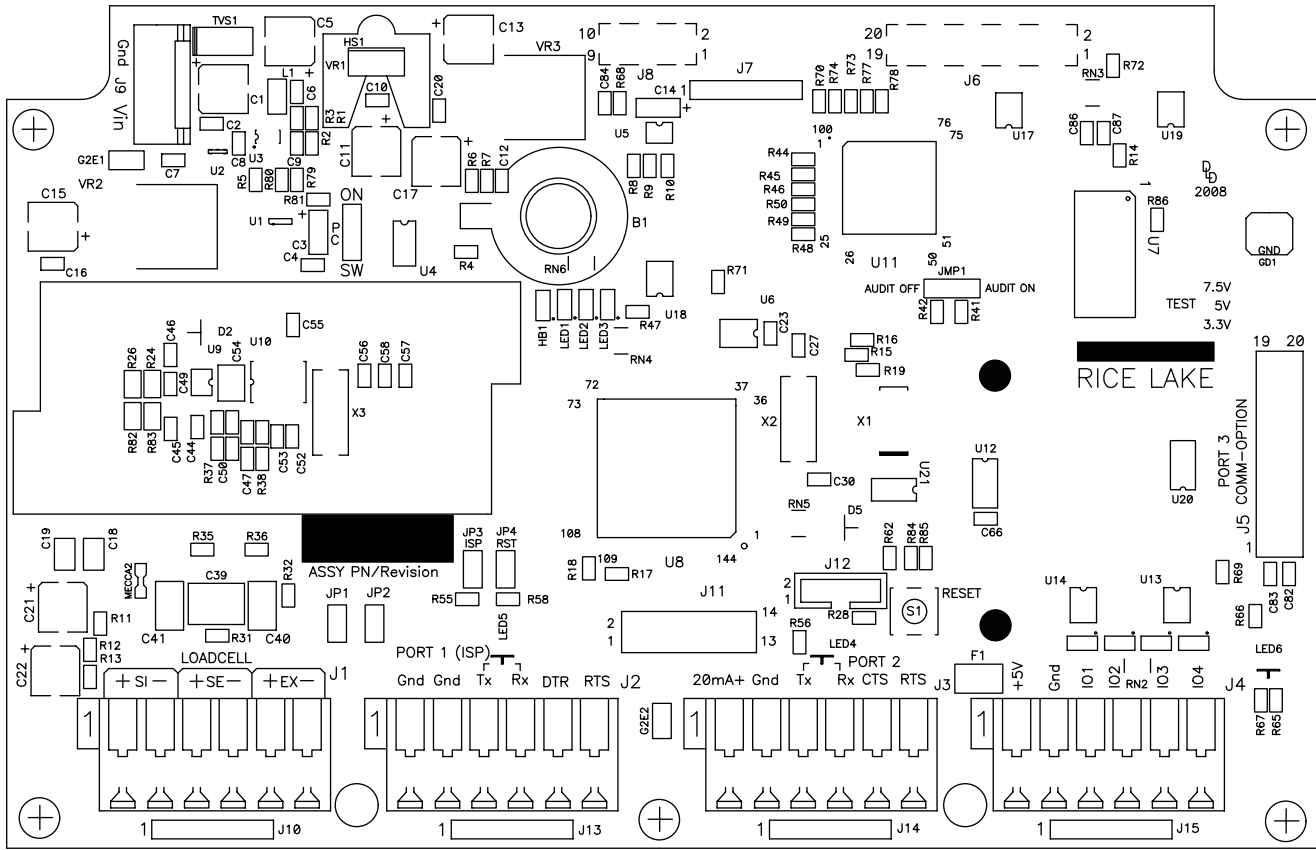 TVS1
C5
C13
10
2
9
1
J8
20
2
19
1
J6
Gnd J9 Vin
HS1
VR1
VR3
L1
C6
C1
C2
R3
R1
R2
C10
C20
C84
R68
C14
U5
J7
1
R70
R74
R73
R77
R78
RN3
R72
U17
U19
C86
C87
R14
G2E1
C7
U2
C8
U3
C9
R5
R80
R79
R81
C11
C17
R6
R7
C12
R8
R9
R10
100
1
76
75
R44
R45
R46
R50
R49
R48
25
26
50
51
U11
1
R86
U7
2008
GND
GD1
C15
VR2
C16
ON
P
C
SW
U1
C3
C4
U4
R4
B1
RN6
HB1
LED1
LED2
LED3
R47
U18
RN4
R71
U6
C23
C27
JMP1
AUDIT OFF
AUDIT ON
R42
R41
R16
R15
R19
7.5V
TEST
5V
3.3V
RICE LAKE
19
20
C46
D2
U9
U10
C55
C54
R26
R24
C49
C56
C58
C57
X3
R82
R83
C45
C44
R37
C50
C47
R38
C53
C52
72
73
37
36
X2
X1
108
109
144
1
U8
C30
RN5
D5
U21
U12
C66
U20
PORT 3
COMM-OPTION
J5
1
C19
C18
R35
R36
ASSY PN/Revision
JP3
ISP
JP4
RST
R18
R17
R62
R84
R85
MECCA2
C39
R32
C21
C41
C40
R11
R31
JP1
JP2
R55
R58
LED5
J11
2
1
14
13
J12
2
1
R28
R56
LED4
S1
RESET
U14
U13
R69
C83
C82
R66
LED6
R12
R13
C22
LOADCELL
+ SI -
+ SE -
+ EX -
J1
PORT 1 (ISP)
Gnd Gnd Tx Rx DTR RTS
J2
G2E2
PORT 2
20mA+ Gnd Tx Rx CTS RTS
J3
F1
+5V
Gnd
IO1
IO2
RN2
IO3
IO4
J4
R67
R65
1
1
1
1
1
J10
1
J13
1
J14
1
J15